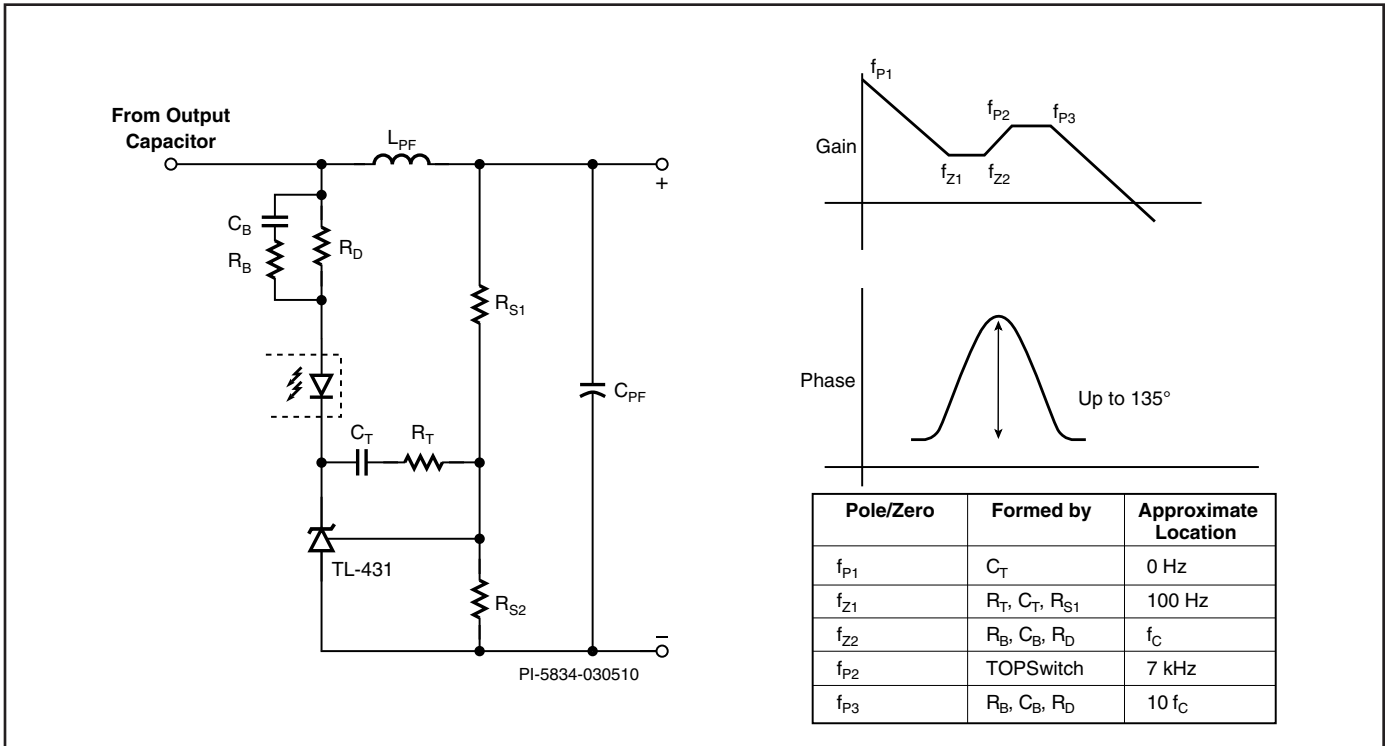 From Output
Capacitor
L_PF
+
C_B
R_B
R_D
R_S1
C_PF
C_T
R_T
TL-431
R_S2
–
PI-5834-030510
f_P1
f_P2
f_P3
Gain
f_Z1
f_Z2
Phase
Up to 135°
Pole/Zero Formed by Approximate
Location
f_P1 C_T 0 Hz
f_Z1 R_T, C_T, R_S1 100 Hz
f_Z2 R_B, C_B, R_D f_C
f_P2 TOPSwitch 7 kHz
f_P3 R_B, C_B, R_D 10 f_C